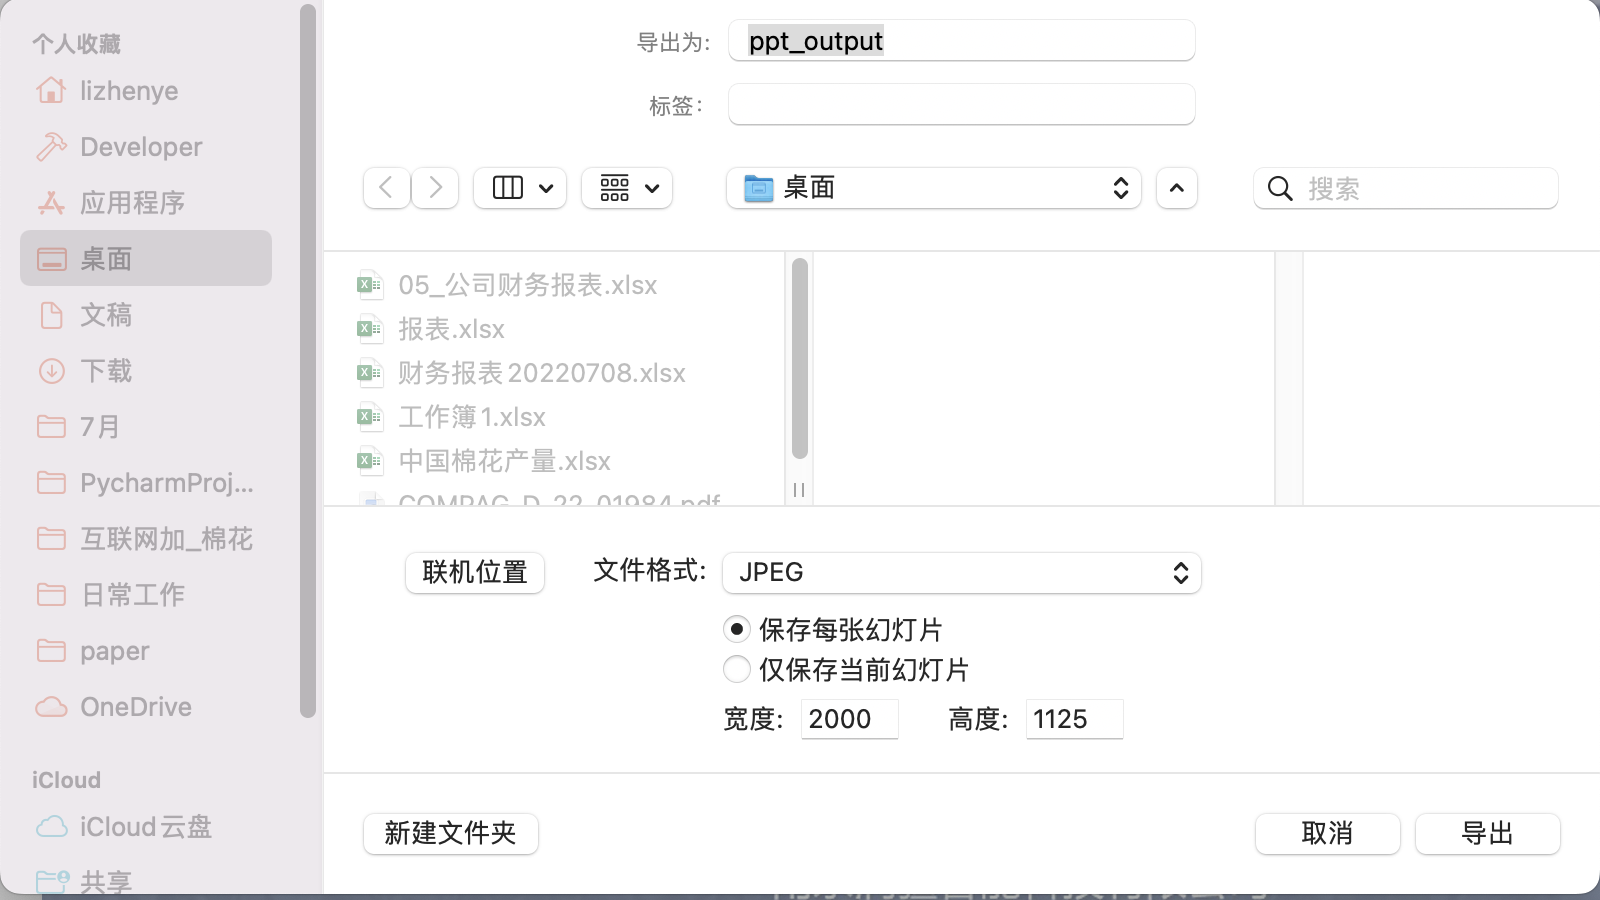 个人收藏
lizhenye
Developer
应用程序
桌面
文稿
下载
7月
PycharmProj...
互联网加_棉花
日常工作
paper
OneDrive
iCloud
iCloud云盘
共享
导出为: ppt_output
标签:
桌面
搜索
05_公司财务报表.xlsx
报表.xlsx
财务报表20220708.xlsx
工作簿1.xlsx
中国棉花产量.xlsx
COMPAG_D_22_01984.pdf
联机位置
文件格式: JPEG
保存每张幻灯片
仅保存当前幻灯片
宽度: 2000 高度: 1125
新建文件夹
取消
导出